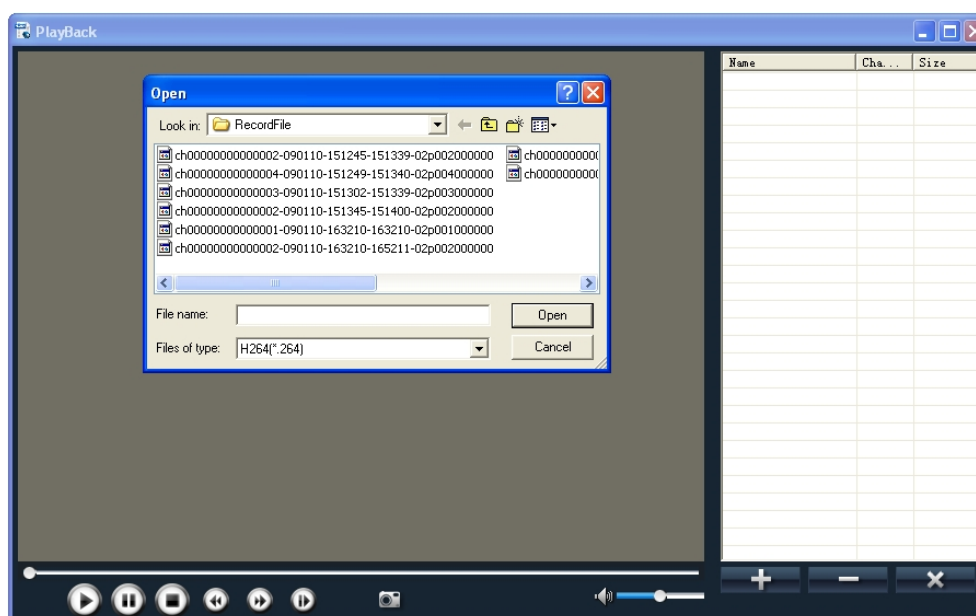 PlayBack
Name Cha... Size
Open
Look in: RecordFile
ch00000000000002-090110-151245-151339-02p002000000
ch00000000000004-090110-151249-151340-02p004000000
ch00000000000003-090110-151302-151339-02p003000000
ch00000000000002-090110-151345-151400-02p002000000
ch00000000000001-090110-163210-163210-02p001000000
ch00000000000002-090110-163210-165211-02p002000000
ch000000000
ch000000000
File name:
Open
Files of type: H264(*.264)
Cancel